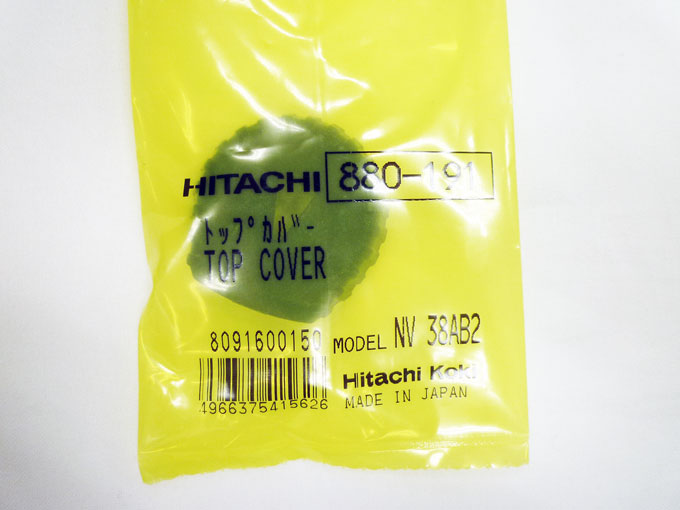 HITACHI 880-191
ﾄｯﾌﾟｶﾊﾞｰ
TOP COVER
8091600150 MODEL NV 38AB2
Hitachi Koki
4966375415626 MADE IN JAPAN